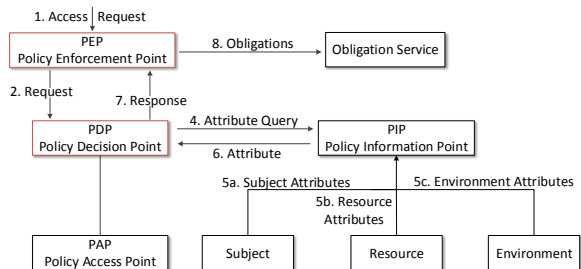 1. Access Request
PEP
Policy Enforcement Point
8. Obligations
Obligation Service
2. Request
7. Response
PDP
Policy Decision Point
4. Attribute Query
6. Attribute
PIP
Policy Information Point
5a. Subject Attributes
5b. Resource
Attributes
5c. Environment Attributes
PAP
Policy Access Point
Subject
Resource
Environment